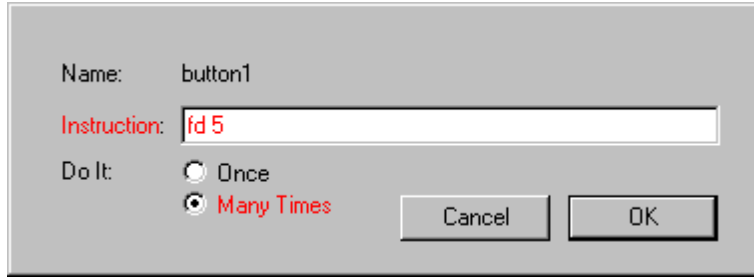 Name: button1
Instruction: fd 5
Do It: Once
Many Times
Cancel OK